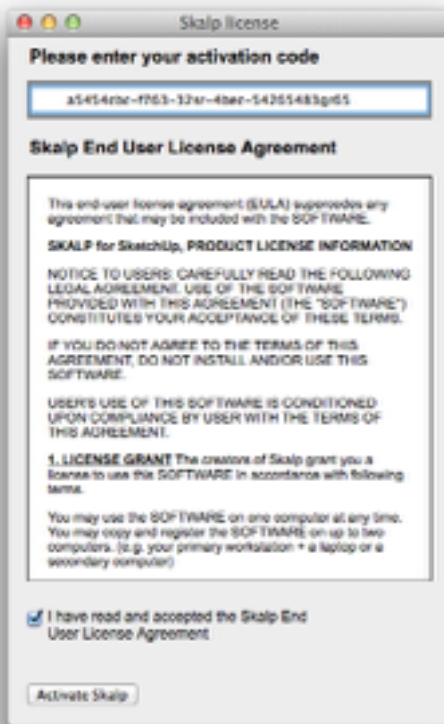 Skalp license
Please enter your activation code
Skalp End User License Agreement
This end-user license agreement (EULA) supercedes any
agreement that may be included with the SOFTWARE.
SKALP for SketchUp, PRODUCT LICENSE INFORMATION
NOTICE TO USERS: CAREFULLY READ THE FOLLOWING
LEGAL AGREEMENT. USE OF THE SOFTWARE
PROVIDED WITH THIS AGREEMENT (THE "SOFTWARE")
CONSTITUTES YOUR ACCEPTANCE OF THESE TERMS.
IF YOU DO NOT AGREE TO THE TERMS OF THIS
AGREEMENT, DO NOT INSTALL AND/OR USE THIS
SOFTWARE.
USER'S USE OF THIS SOFTWARE IS CONDITIONED
UPON COMPLIANCE BY USER WITH THE TERMS OF
THIS AGREEMENT.
1. LICENSE GRANT The creators of Skalp grant you a
license to use this SOFTWARE in accordance with following
terms.
You may use the SOFTWARE on one computer at any time.
You may copy and register the SOFTWARE on up to two
computers. (e.g. your primary workstation + a laptop or a
secondary computer)
I have read and accepted the Skalp End
User License Agreement
Activate Skalp